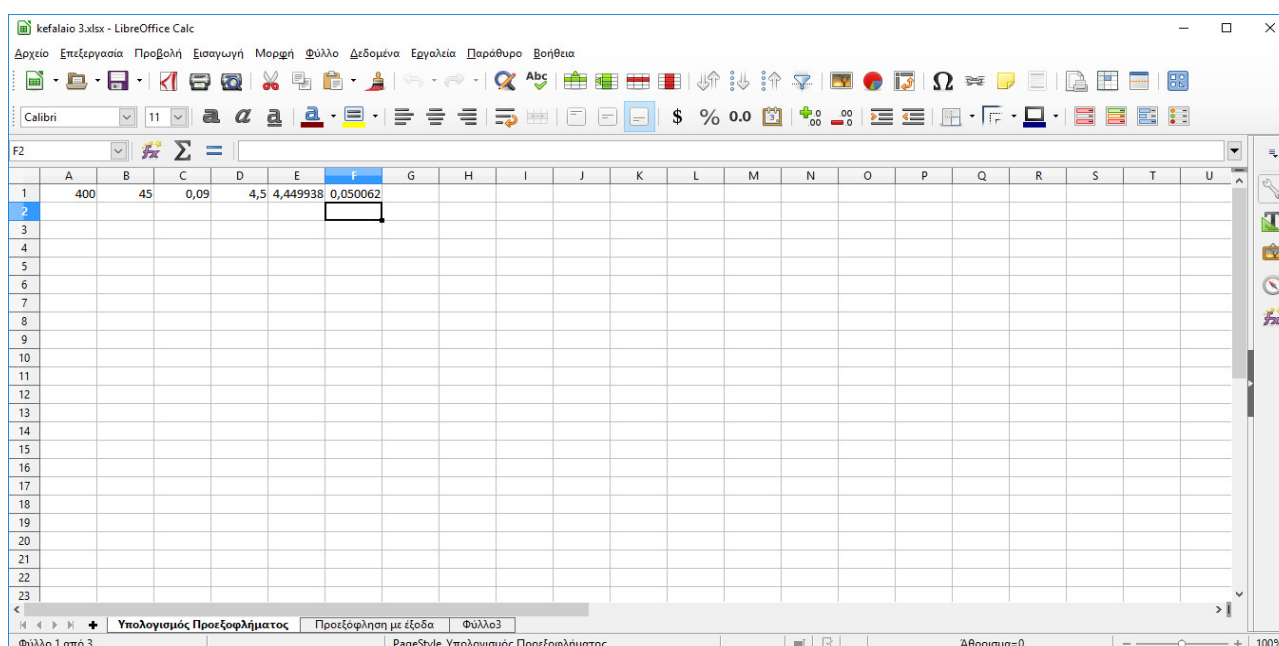 kefalaio 3.xlsx - LibreOffice Calc
Αρχείο Επεξεργασία Προβολή Εισαγωγή Μορφή Φύλλο Δεδομένα Εργαλεία Παράθυρο Βοήθεια
Calibri 11 a a a a $ % 0.0
F2
A B C D E F G H I J K L M N O P Q R S T U
1 400 45 0,09 4,5 4,449938 0,050062
2
3
4
5
6
7
8
9
10
11
12
13
14
15
16
17
18
19
20
21
22
23
Υπολογισμός Προεξοφλήματος Προεξόφληση με έξοδα Φύλλο3
Φύλλο 1 από 3 PageStyle_Υπολογισμός Προεξοφλήματος Άθροισμα=0 100%